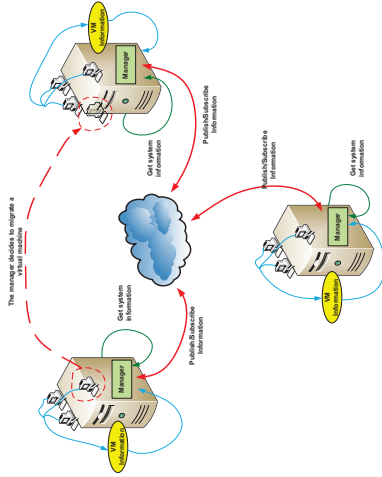 The manager decides to migrate a
virtual machine
VM
Information
Manager
Get system
information
Publish/Subscribe
Information
VM
Information
Manager
Get system
information
Publish/Subscribe
Information
Publish/Subscribe
Information
Manager
VM
Information
Get system
information